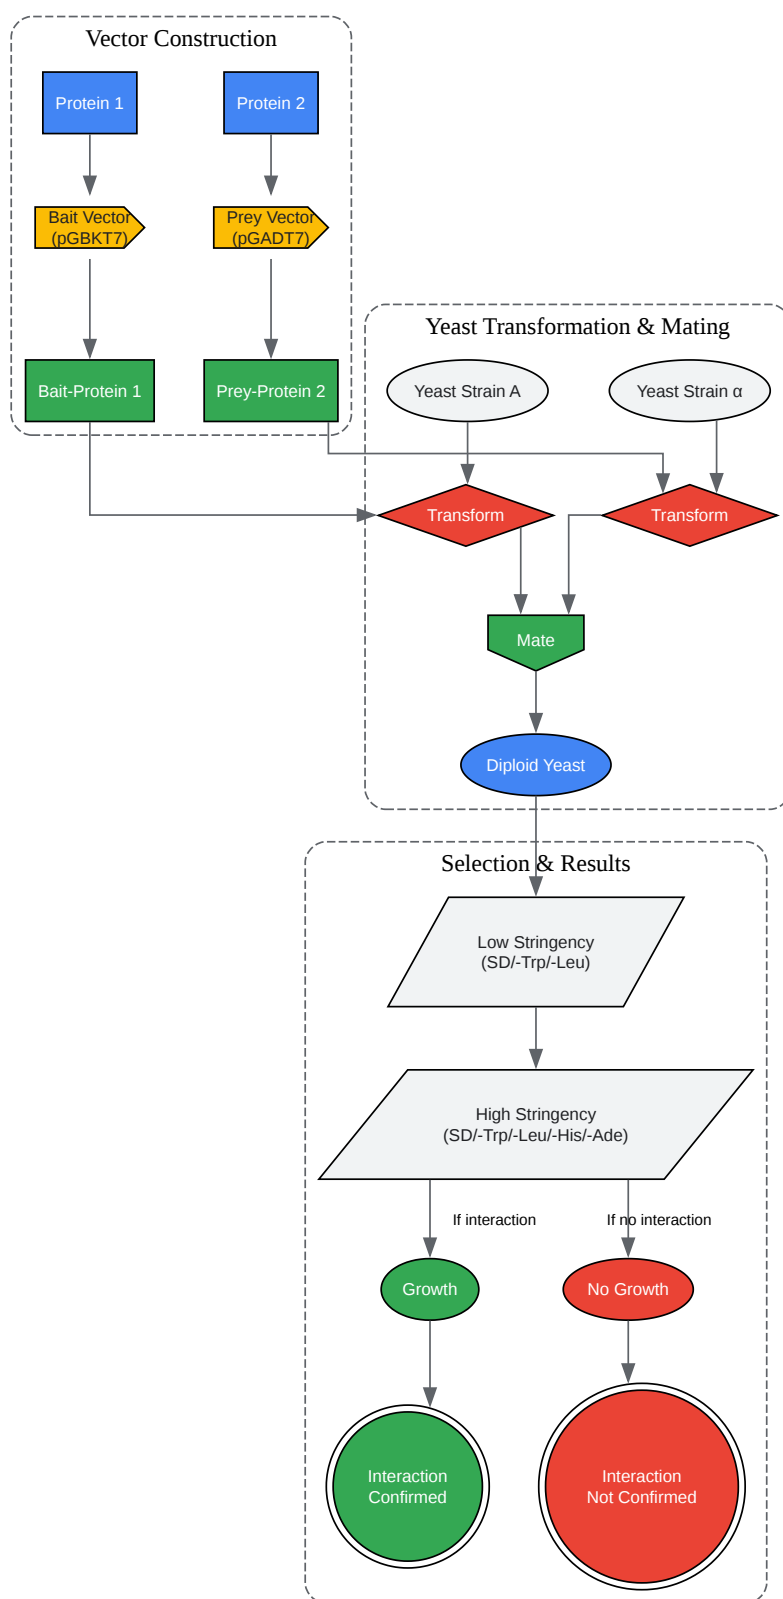 Vector Construction
Protein 1
Protein 2
Bait Vector
(pGBKT7)
Prey Vector
(pGADT7)
Bait-Protein 1
Prey-Protein 2
Yeast Transformation & Mating
Yeast Strain A
Yeast Strain α
Transform
Transform
Mate
Diploid Yeast
Selection & Results
Low Stringency
(SD/-Trp/-Leu)
High Stringency
(SD/-Trp/-Leu/-His/-Ade)
If interaction
If no interaction
Growth
No Growth
Interaction
Confirmed
Interaction
Not Confirmed